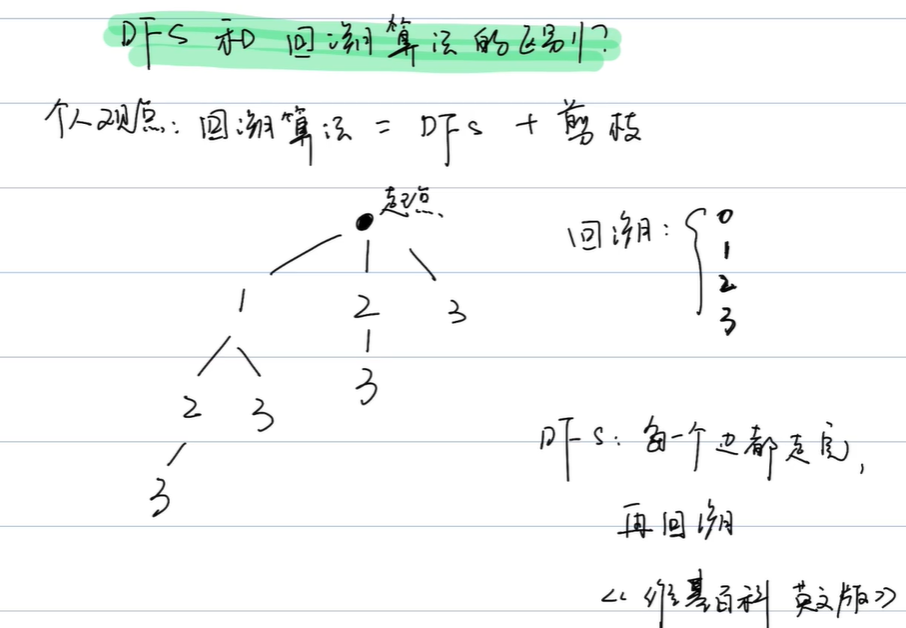 DFS 和 回溯算法的区别?
个人观点: 回溯算法 = DFS + 剪枝
起点
回溯: { 0
1
2
3
1 2 3
2 3 3
3
DFS: 每一个边都走完,
再回溯
<< 维基百科 英文版 >>